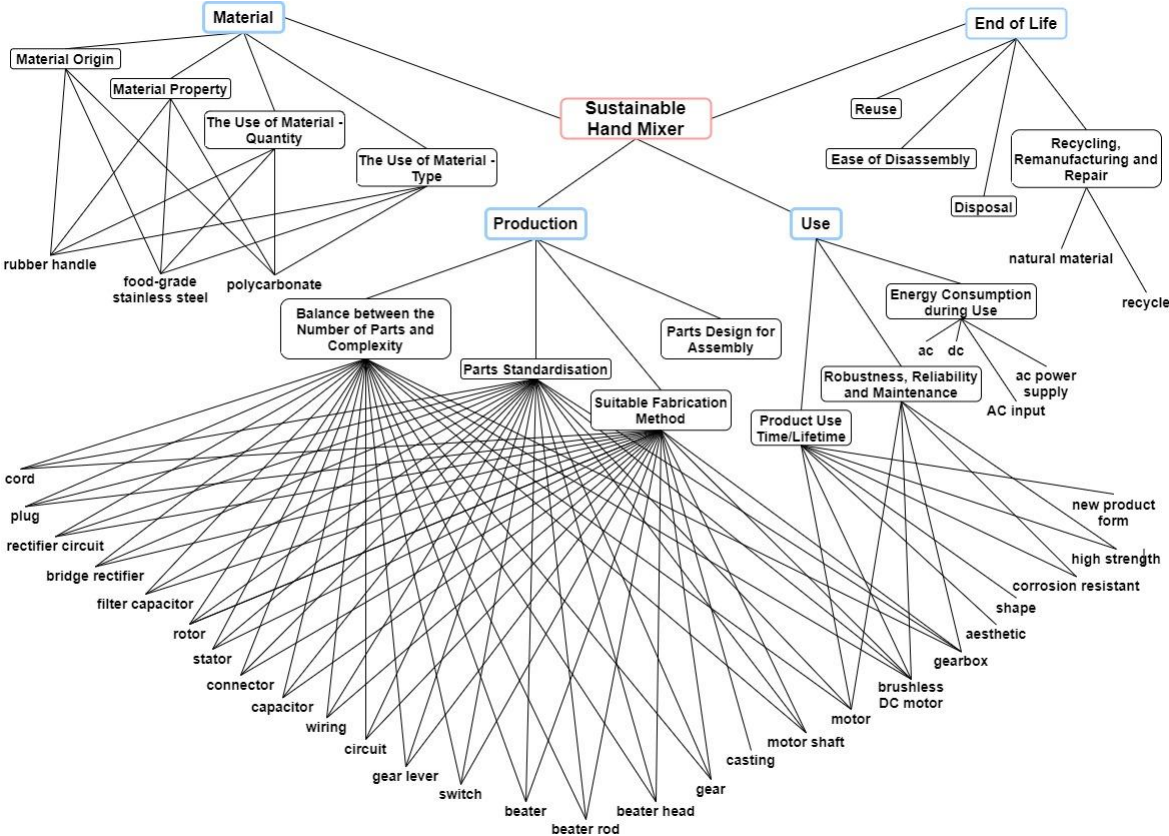 Material
End of Life
Material Origin
Material Property
The Use of Material -
Quantity
The Use of Material -
Type
Sustainable
Hand Mixer
Reuse
Ease of Disassembly
Disposal
Recycling,
Remanufacturing and
Repair
rubber handle
food-grade
stainless steel
polycarbonate
Production
Use
natural material
recycle
Balance between the
Number of Parts and
Complexity
Parts Standardisation
Suitable Fabrication
Method
Parts Design for
Assembly
Energy Consumption
during Use
ac
dc
ac power
supply
AC input
Robustness, Reliability
and Maintenance
Product Use
Time/Lifetime
cord
plug
rectifier circuit
bridge rectifier
filter capacitor
rotor
stator
connector
capacitor
wiring
circuit
gear lever
switch
beater
beater rod
beater head
gear
casting
motor shaft
motor
brushless
DC motor
gearbox
aesthetic
shape
corrosion resistant
high strength
new product
form